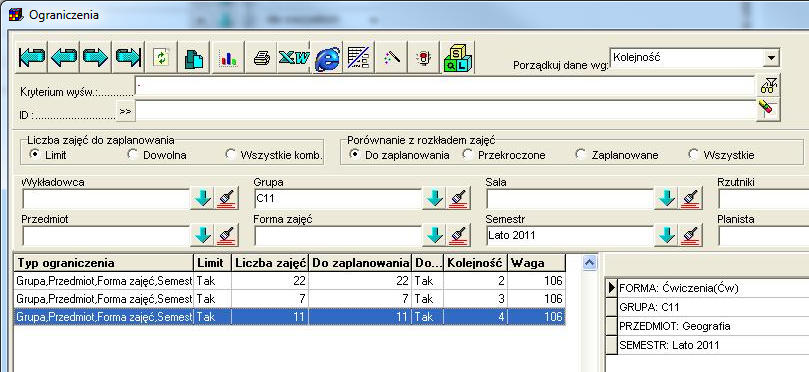 Ograniczenia
XW
SQL
Porządkuj dane wg:
Kolejność
Kryterium wyśw.:............
.
ID :.............................
>>
Liczba zajęć do zaplanowania
Limit
Dowolna
Wszystkie komb.
Porównanie z rozkładem zajęć
Do zaplanowania
Przekroczone
Zaplanowane
Wszystkie
Wykładowca
Grupa
Sala
Rzutniki
C11
Przedmiot
Forma zajęć
Semestr
Planista
Lato 2011
Typ ograniczenia Limit Liczba zajęć Do zaplanowania Do... Kolejność Waga
Grupa,Przedmiot,Forma zajęć,Semest Tak 22 22 Tak 2 106
Grupa,Przedmiot,Forma zajęć,Semest Tak 7 7 Tak 3 106
Grupa,Przedmiot,Forma zajęć,Semest Tak 11 11 Tak 4 106
FORMA: Ćwiczenia(Ćw)
GRUPA: C11
PRZEDMIOT: Geografia
SEMESTR: Lato 2011